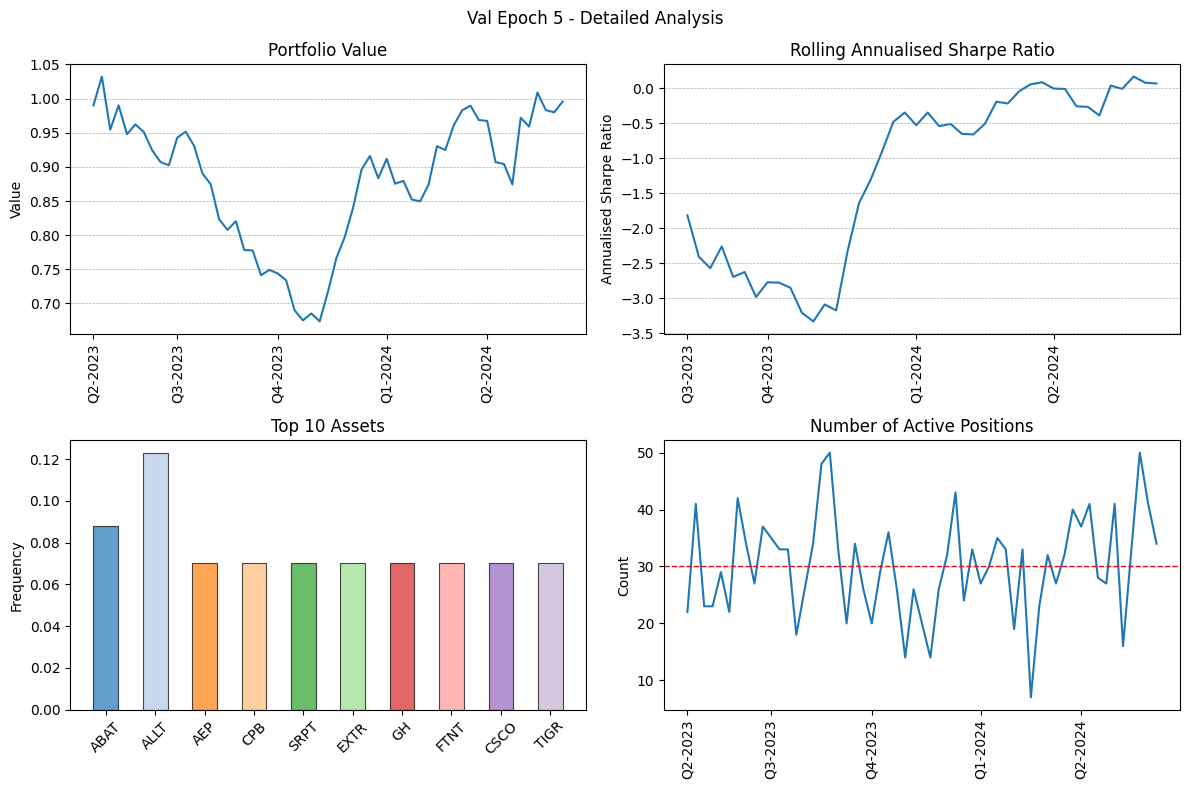 Val Epoch 5 - Detailed Analysis
Portfolio Value
Value
1.05
1.00
0.95
0.90
0.85
0.80
0.75
0.70
Q2-2023
Q3-2023
Q4-2023
Q1-2024
Q2-2024
Rolling Annualised Sharpe Ratio
Annualised Sharpe Ratio
0.0
−0.5
−1.0
−1.5
−2.0
−2.5
−3.0
−3.5
Q3-2023
Q4-2023
Q1-2024
Q2-2024
Top 10 Assets
Frequency
0.12
0.10
0.08
0.06
0.04
0.02
0.00
ABAT
ALLT
AEP
CPB
SRPT
EXTR
GH
FTNT
CSCO
TIGR
Number of Active Positions
Count
50
40
30
20
10
Q2-2023
Q3-2023
Q4-2023
Q1-2024
Q2-2024